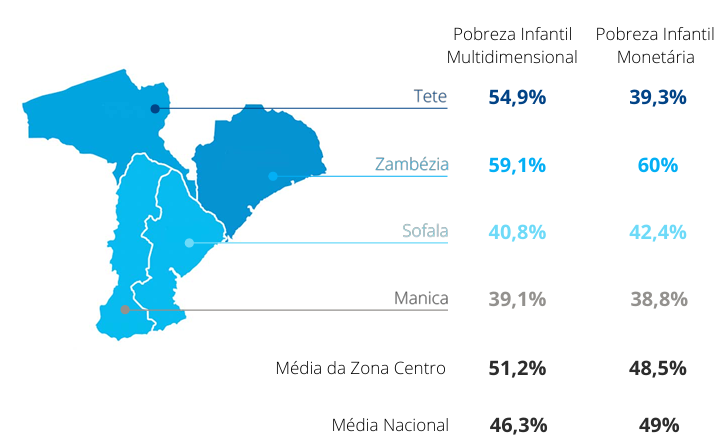 Pobreza Infantil Multidimensional
Pobreza Infantil Monetária
Tete 54,9% 39,3%
Zambézia 59,1% 60%
Sofala 40,8% 42,4%
Manica 39,1% 38,8%
Média da Zona Centro 51,2% 48,5%
Média Nacional 46,3% 49%